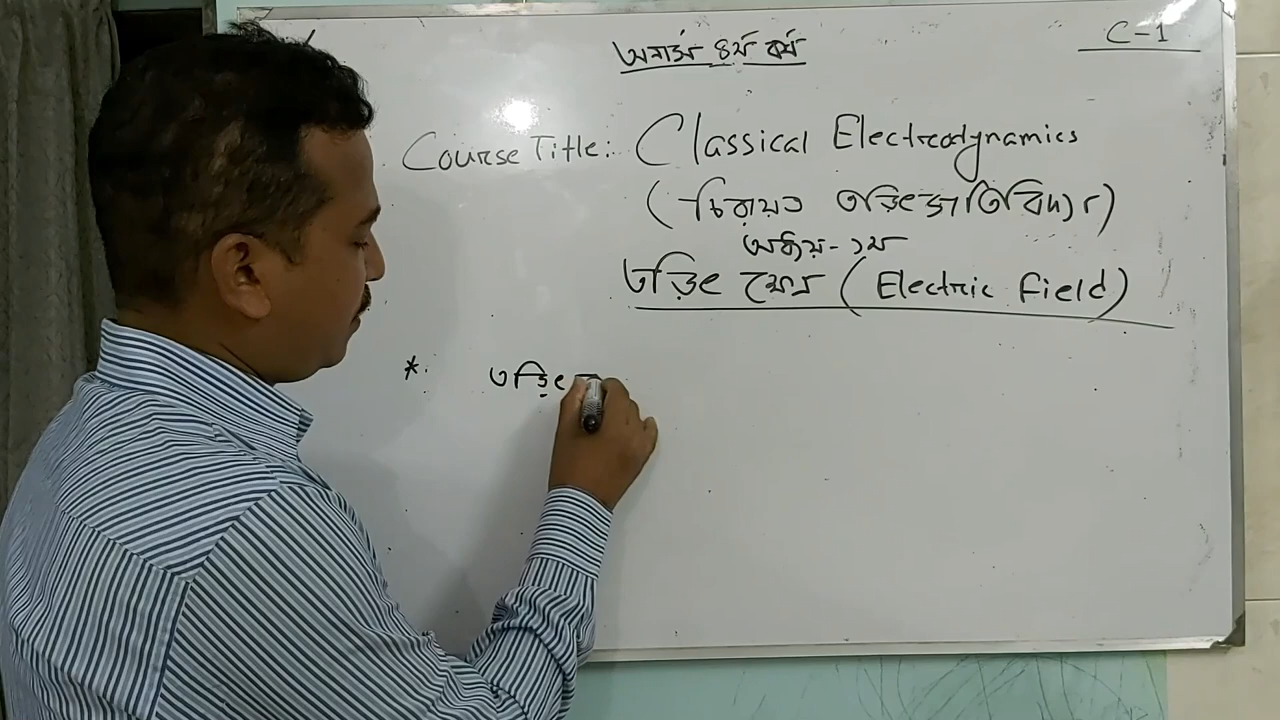 C-1
অনার্স ৪র্থ বর্ষ
Course Title: Classical Electrodynamics
(চিরায়ত তড়িৎগতিবিদ্যা)
অধ্যায়-১ম
তড়িৎ ক্ষেত্র (Electric Field)
*. তড়িৎ